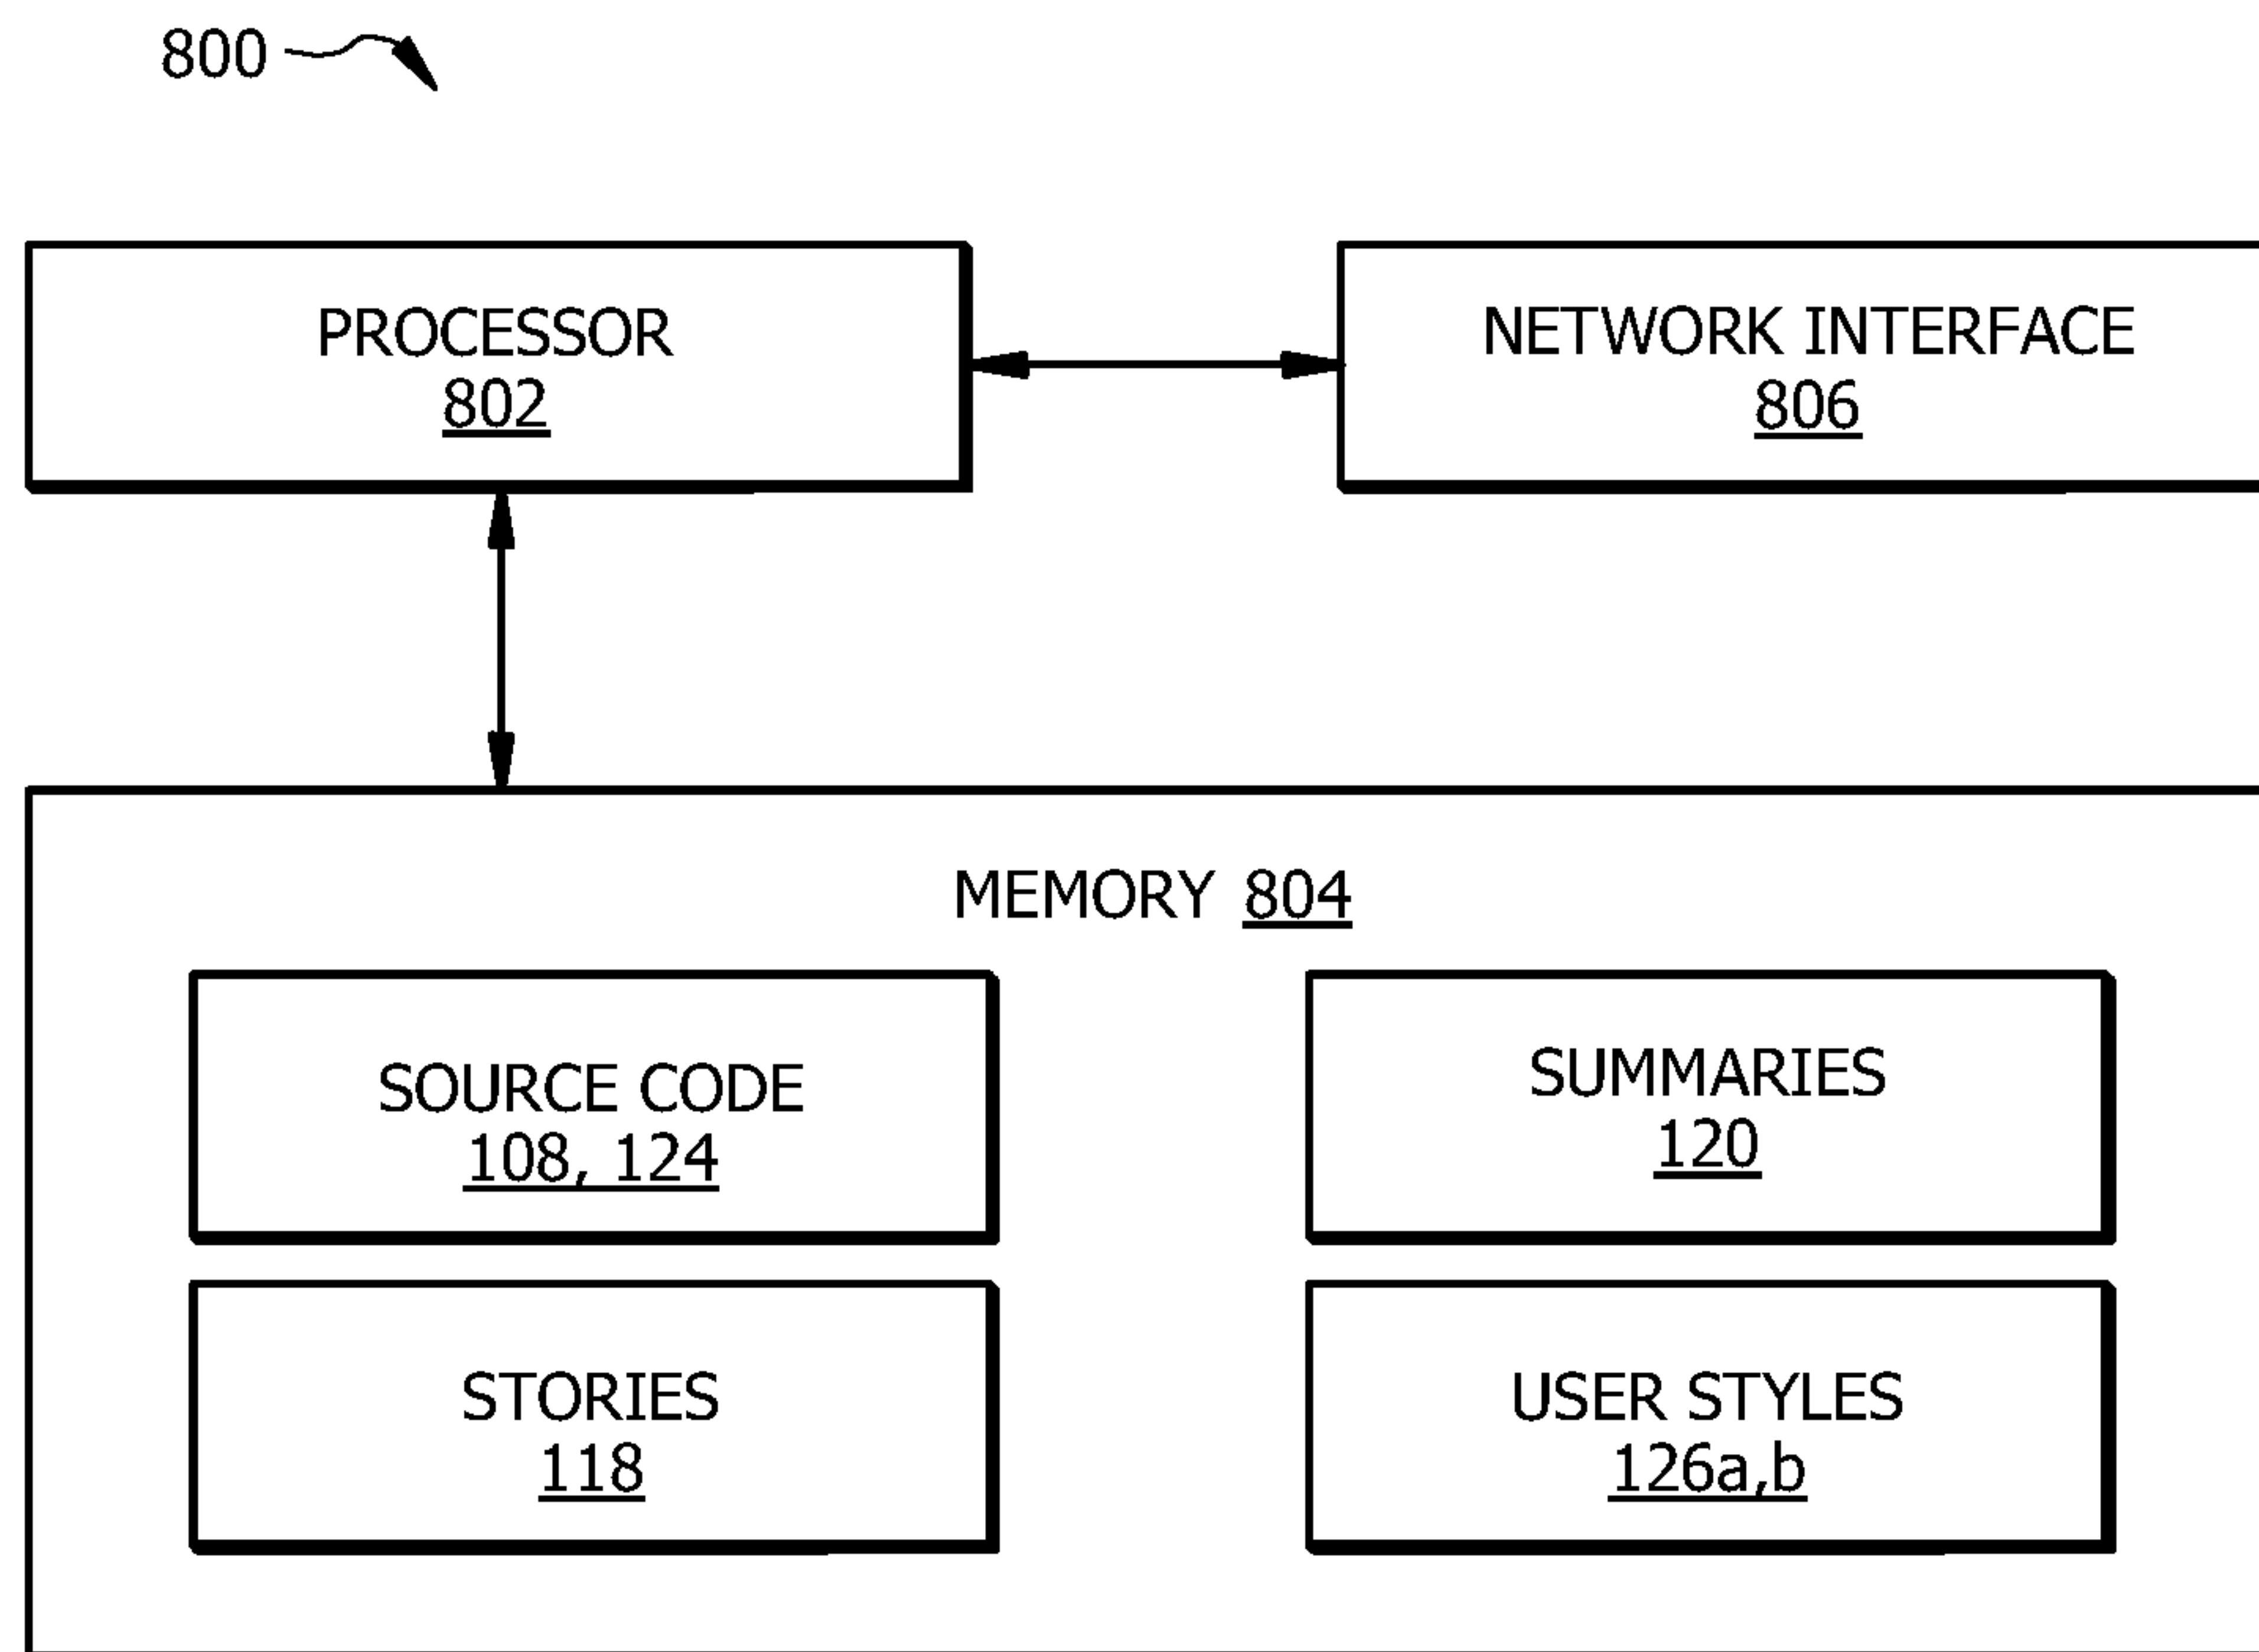 800
PROCESSOR
802
NETWORK INTERFACE
806
MEMORY 804
SOURCE CODE
108, 124
SUMMARIES
120
STORIES
118
USER STYLES
126a,b